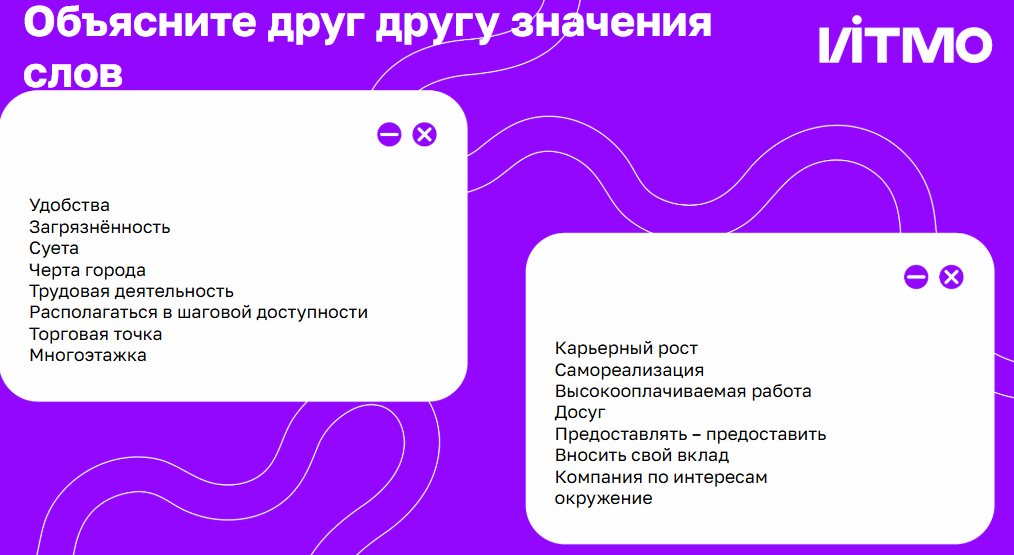 Объясните друг другу значения
слов
ИТМО
Удобства
Загрязнённость
Суета
Черта города
Трудовая деятельность
Располагаться в шаговой доступности
Торговая точка
Многоэтажка
Карьерный рост
Самореализация
Высокооплачиваемая работа
Досуг
Предоставлять – предоставить
Вносить свой вклад
Компания по интересам
окружение